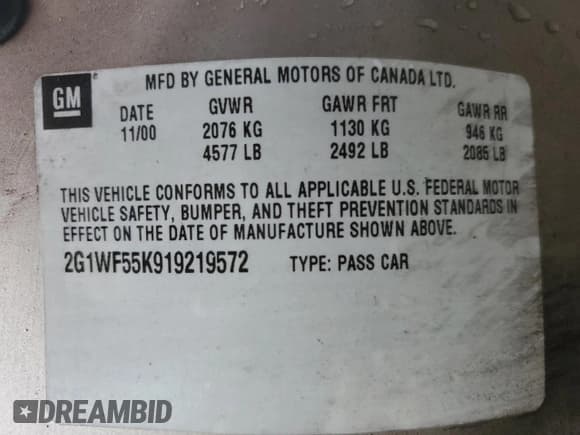 GM
MFD BY GENERAL MOTORS OF CANADA LTD.
DATE GVWR GAWR FRT GAWR RR
11/00 2076 KG 1130 KG 946 KG
4577 LB 2492 LB 2085 LB
THIS VEHICLE CONFORMS TO ALL APPLICABLE U.S. FEDERAL MOTOR
VEHICLE SAFETY, BUMPER, AND THEFT PREVENTION STANDARDS IN
EFFECT ON THE DATE OF MANUFACTURE SHOWN ABOVE.
2G1WF55K919219572 TYPE: PASS CAR
DREAMBID